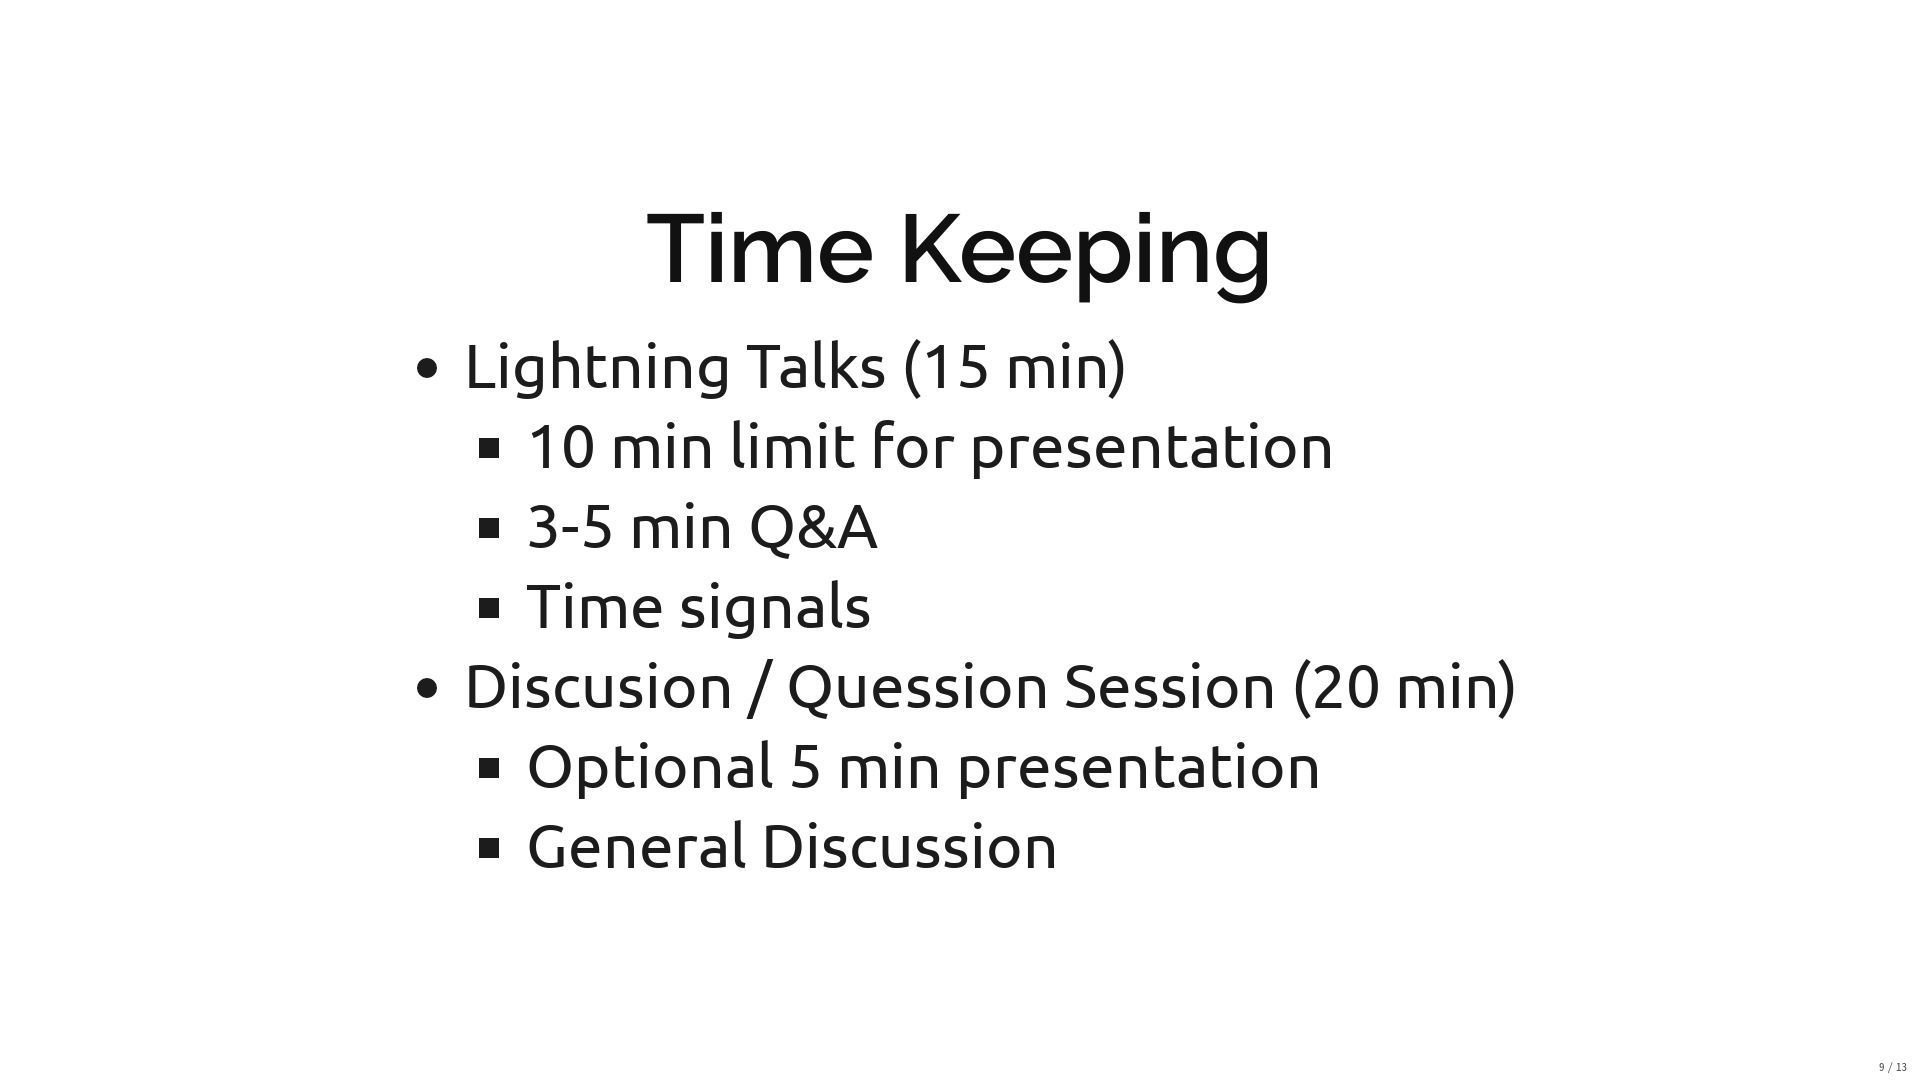 Time Keeping
Lightning Talks (15 min)
10 min limit for presentation
3-5 min Q&A
Time signals
Discusion / Quession Session (20 min)
Optional 5 min presentation
General Discussion
9 / 13